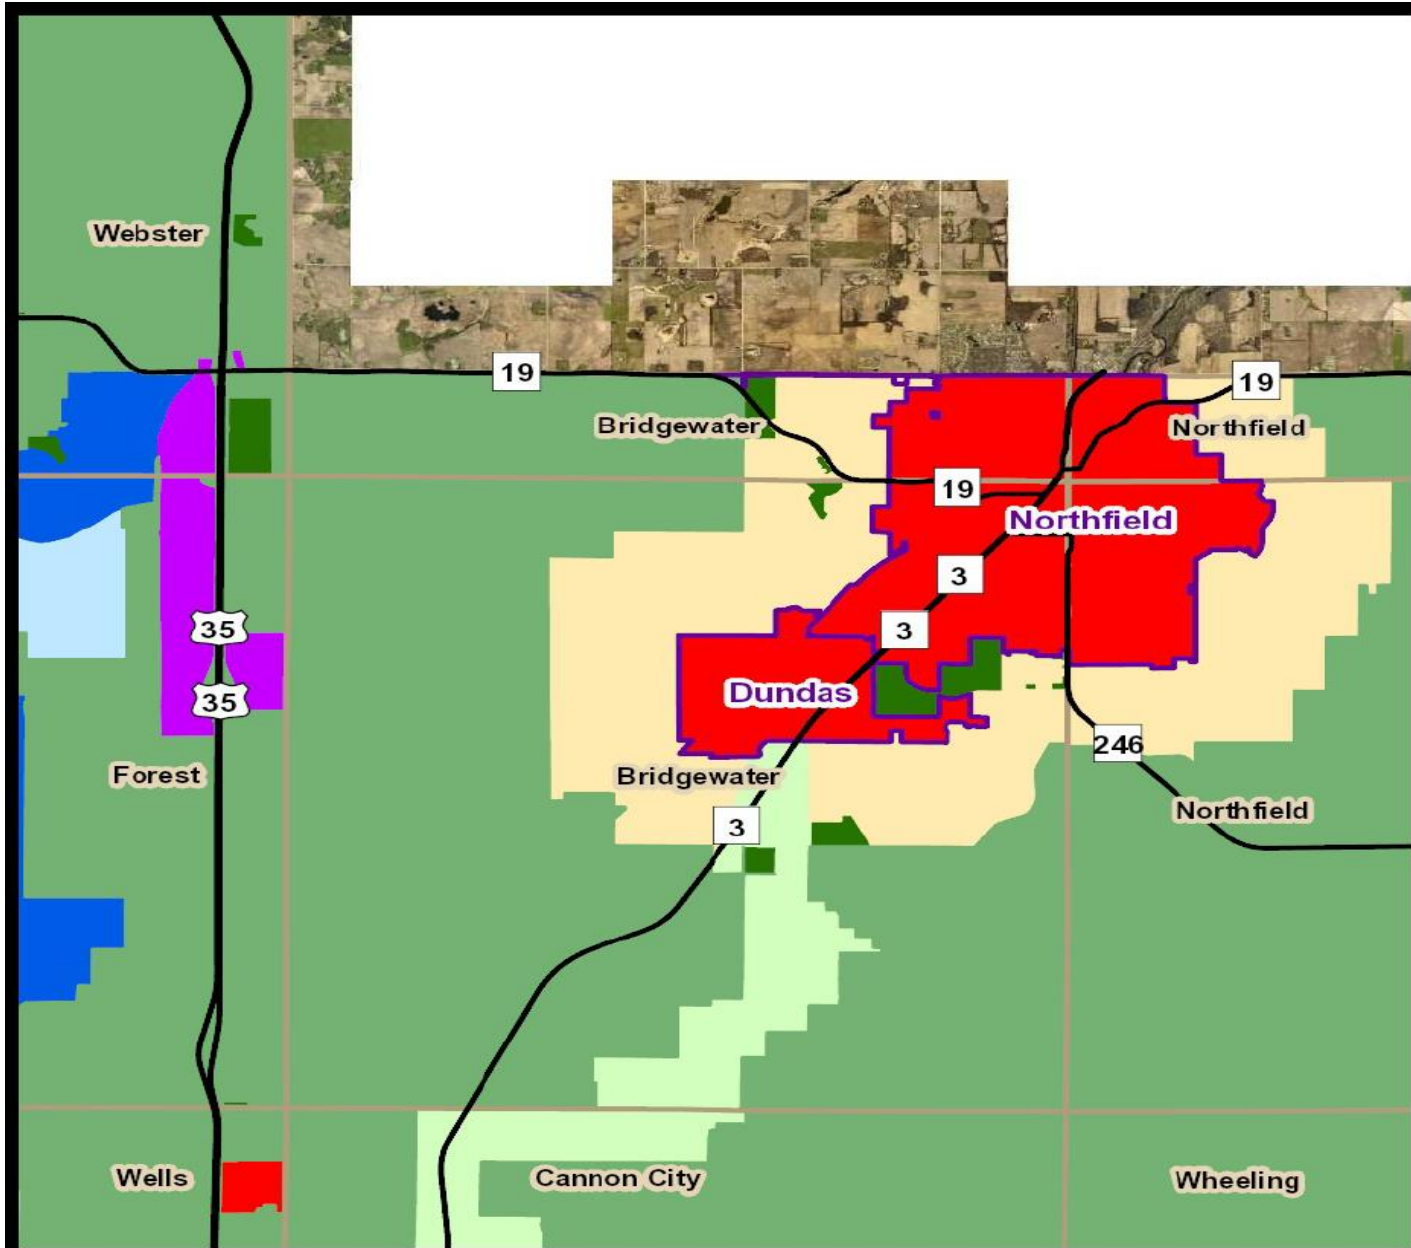 Webster
19
19
Bridgewater
Northfield
19
Northfield
3
35
3
Dundas
35
246
Forest
Bridgewater
Northfield
3
Wells
Cannon City
Wheeling